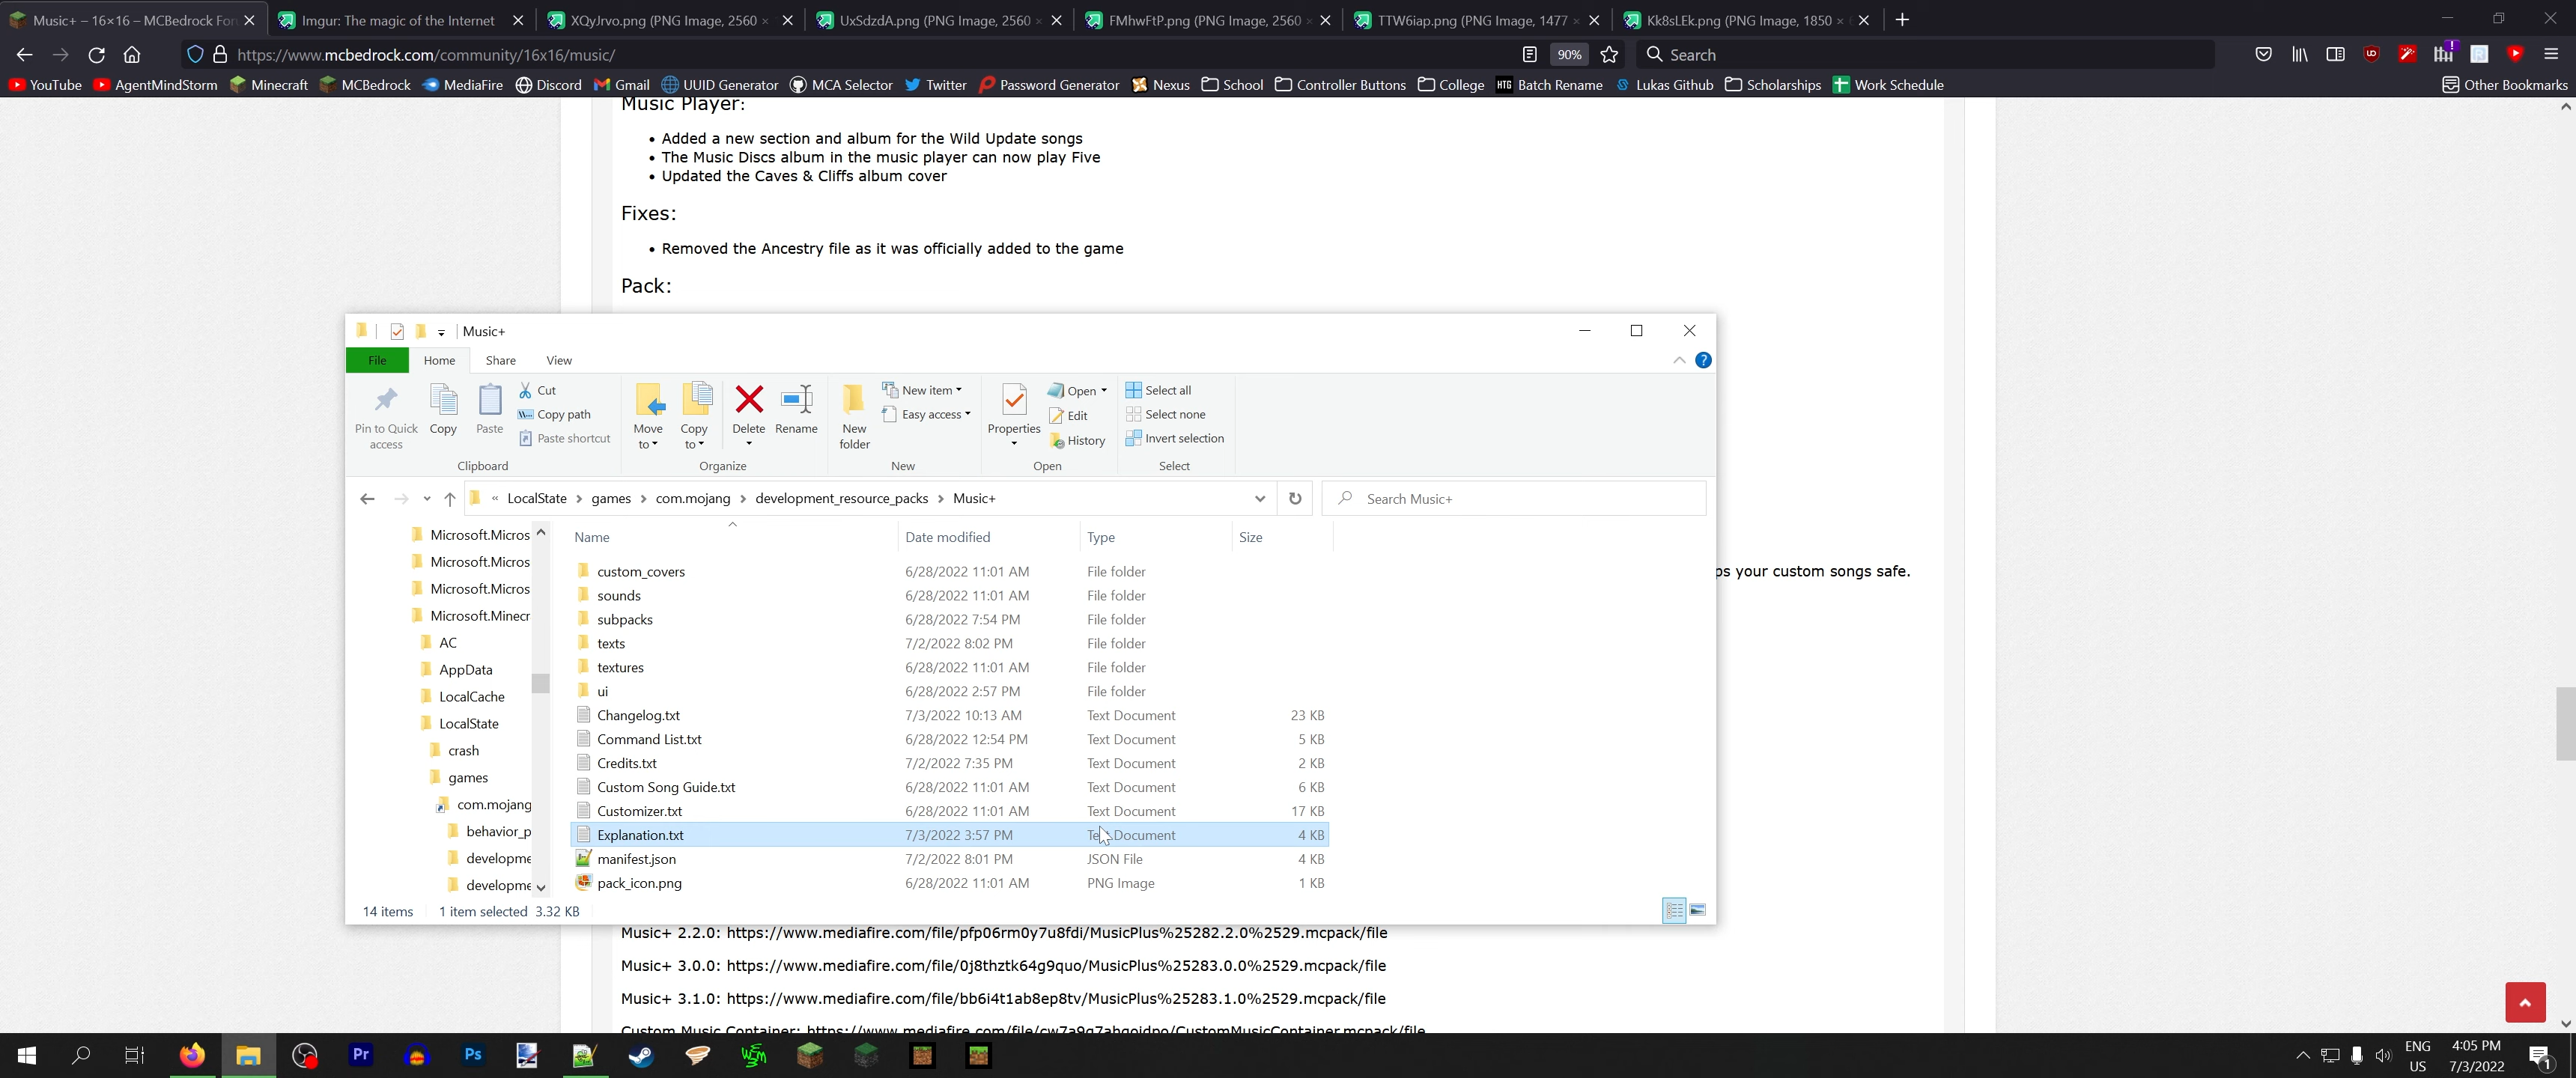 Music+ – 16×16 – MCBedrock For
Imgur: The magic of the Internet
XQyJrvo.png (PNG Image, 2560 ×
UxSdzdA.png (PNG Image, 2560 ×
FMhwFtP.png (PNG Image, 2560 ×
TTW6iap.png (PNG Image, 1477 ×
Kk8sLEk.png (PNG Image, 1850 ×
https://www.mcbedrock.com/community/16x16/music/
90%
Search
YouTube AgentMindStorm Minecraft MCBedrock MediaFire Discord Gmail UUID Generator MCA Selector Twitter Password Generator Nexus School Controller Buttons College HTG Batch Rename Lukas Github Scholarships Work Schedule Other Bookmarks
Music Player:
• Added a new section and album for the Wild Update songs
• The Music Discs album in the music player can now play Five
• Updated the Caves & Cliffs album cover
Fixes:
• Removed the Ancestry file as it was officially added to the game
Pack:
Music+
File Home Share View
Pin to Quick access
Copy
Paste
Cut
Copy path
Paste shortcut
Clipboard
Move to
Copy to
Delete
Rename
Organize
New folder
New item
Easy access
New
Properties
Open
Edit
History
Open
Select all
Select none
Invert selection
Select
« LocalState > games > com.mojang > development_resource_packs > Music+
Search Music+
Microsoft.Micros
Microsoft.Micros
Microsoft.Micros
Microsoft.Minecr
AC
AppData
LocalCache
LocalState
crash
games
com.mojang
behavior_p
developme
developme
Name Date modified Type Size
custom_covers 6/28/2022 11:01 AM File folder
sounds 6/28/2022 11:01 AM File folder
subpacks 6/28/2022 7:54 PM File folder
texts 7/2/2022 8:02 PM File folder
textures 6/28/2022 11:01 AM File folder
ui 6/28/2022 2:57 PM File folder
Changelog.txt 7/3/2022 10:13 AM Text Document 23 KB
Command List.txt 6/28/2022 12:54 PM Text Document 5 KB
Credits.txt 7/2/2022 7:35 PM Text Document 2 KB
Custom Song Guide.txt 6/28/2022 11:01 AM Text Document 6 KB
Customizer.txt 6/28/2022 11:01 AM Text Document 17 KB
Explanation.txt 7/3/2022 3:57 PM Text Document 4 KB
manifest.json 7/2/2022 8:01 PM JSON File 4 KB
pack_icon.png 6/28/2022 11:01 AM PNG Image 1 KB
14 items 1 item selected 3.32 KB
ps your custom songs safe.
Music+ 2.2.0: https://www.mediafire.com/file/pfp06rm0y7u8fdi/MusicPlus%25282.2.0%2529.mcpack/file
Music+ 3.0.0: https://www.mediafire.com/file/0j8thztk64g9quo/MusicPlus%25283.0.0%2529.mcpack/file
Music+ 3.1.0: https://www.mediafire.com/file/bb6i4t1ab8ep8tv/MusicPlus%25283.1.0%2529.mcpack/file
Custom Music Container: https://www.mediafire.com/file/cw7a9g7abgoidpo/CustomMusicContainer.mcpack/file
Pr
Ps
ENG
US
4:05 PM
7/3/2022
1